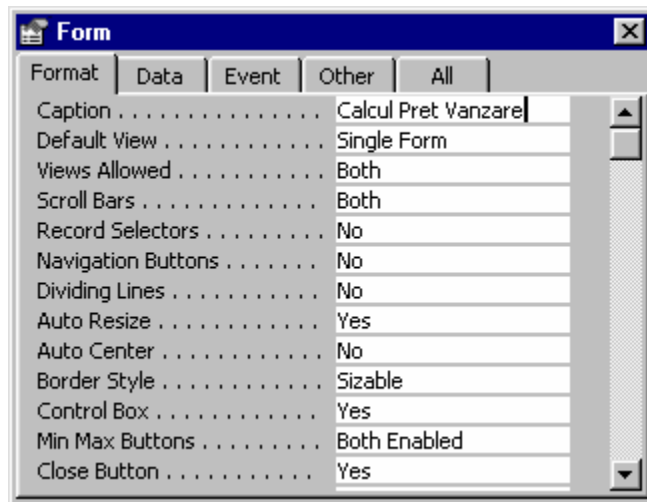 Form
Format Data Event Other All
Caption . . . . . . . . . . . . . . . Calcul Pret Vanzare
Default View . . . . . . . . . . . . Single Form
Views Allowed . . . . . . . . . . Both
Scroll Bars . . . . . . . . . . . . . Both
Record Selectors . . . . . . . . . No
Navigation Buttons . . . . . . . No
Dividing Lines . . . . . . . . . . . No
Auto Resize . . . . . . . . . . . . Yes
Auto Center . . . . . . . . . . . . No
Border Style . . . . . . . . . . . . Sizable
Control Box . . . . . . . . . . . . Yes
Min Max Buttons . . . . . . . . . Both Enabled
Close Button . . . . . . . . . . . Yes